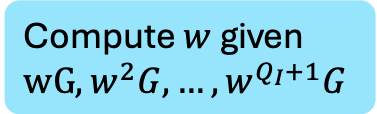 Compute w given
wG, w²G, …, w^{Q_I+1}G